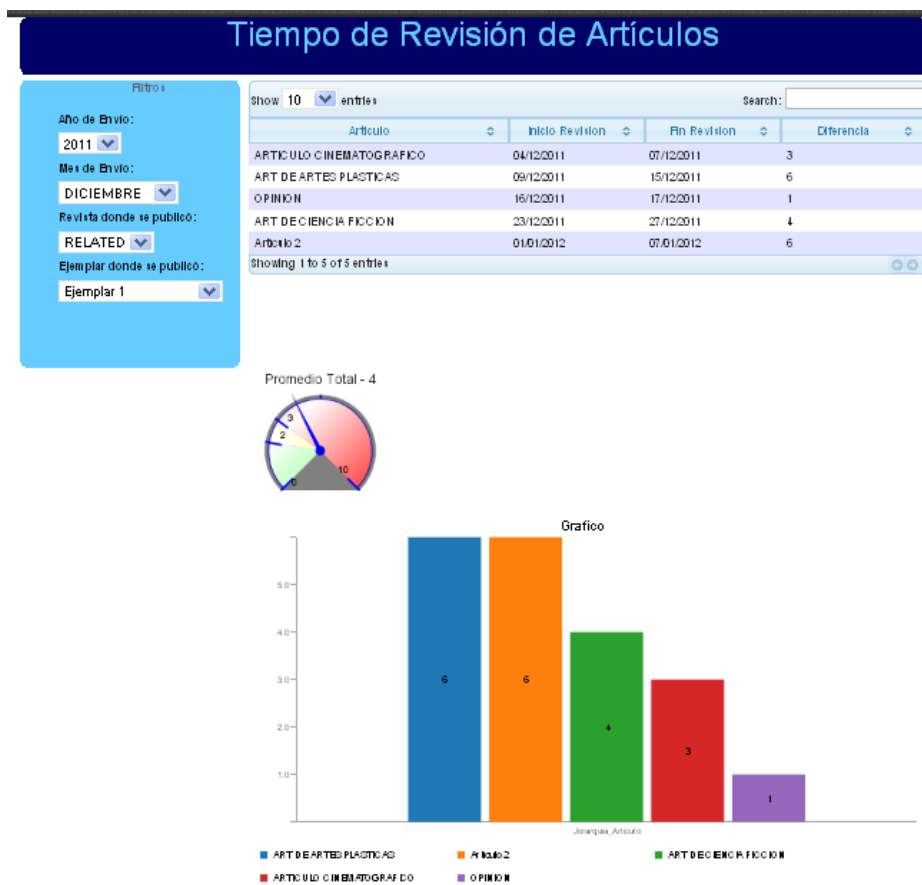 Tiempo de Revisión de Artículos
Filtros
Año de Envío:
2011
Mes de Envío:
DICIEMBRE
Revista donde se publicó:
RELATED
Ejemplar donde se publicó:
Ejemplar 1
Show 10 entries Search:
Articulo Inicio Revision Fin Revision Diferencia
ARTICULO CINEMATOGRAFICO 04/12/2011 07/12/2011 3
ART DE ARTES PLASTICAS 09/12/2011 15/12/2011 6
OPINION 16/12/2011 17/12/2011 1
ART DE CIENCIA FICCION 23/12/2011 27/12/2011 4
Articulo 2 01/01/2012 07/01/2012 6
Showing 1 to 5 of 5 entries
Promedio Total - 4
3
2
10
0
Grafico
5.0
4.0
3.0
2.0
1.0
6 6 4 3 1
Jerarquia_Articulo
ART DE ARTES PLASTICAS Articulo 2 ART DE CIENCIA FICCION
ARTICULO CINEMATOGRAFICO OPINION